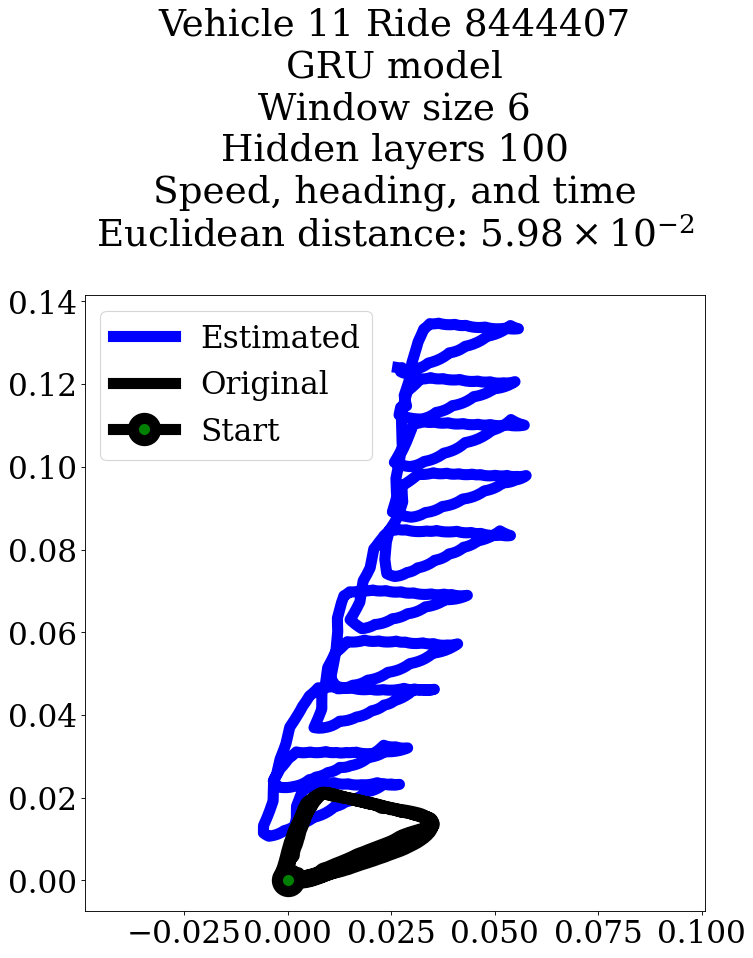 Vehicle 11 Ride 8444407
GRU model
Window size 6
Hidden layers 100
Speed, heading, and time
Euclidean distance: 5.98 × 10⁻²
0.14
0.12
0.10
0.08
0.06
0.04
0.02
0.00
Estimated
Original
Start
−0.025 0.000 0.025 0.050 0.075 0.100